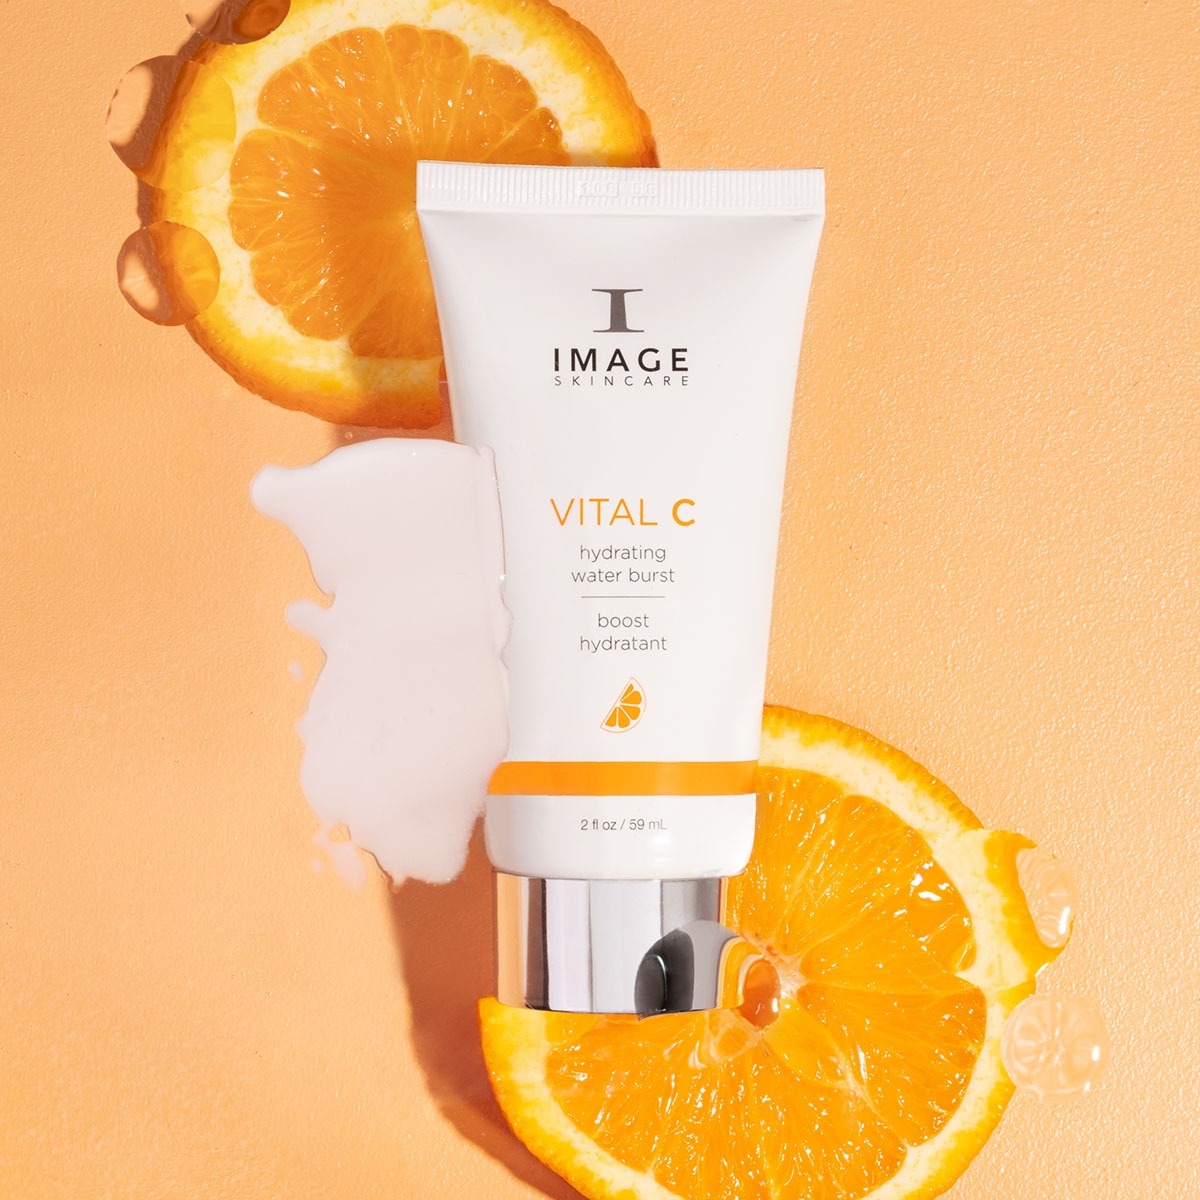 I
IMAGE
SKINCARE
VITAL C
hydrating
water burst
boost
hydratant
2 fl oz / 59 mL